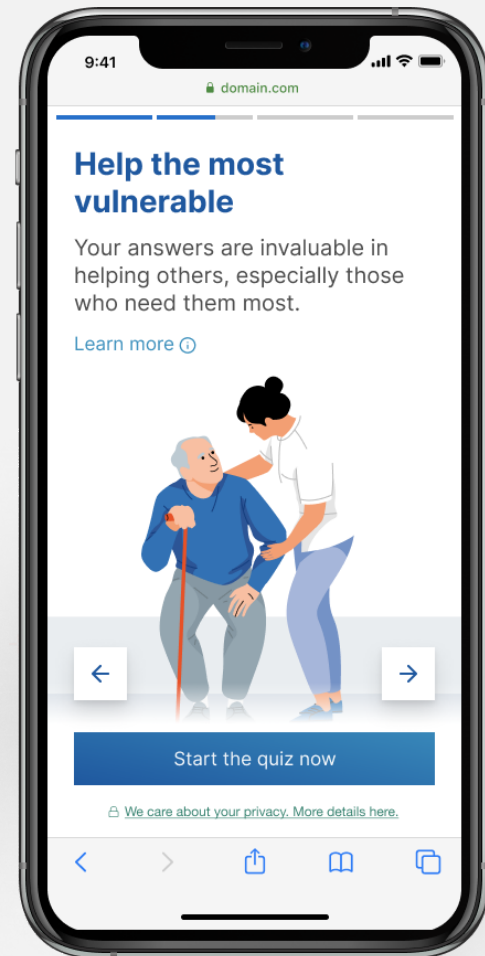 9:41
domain.com
Help the most
vulnerable
Your answers are invaluable in
helping others, especially those
who need them most.
Learn more
Start the quiz now
We care about your privacy. More details here.